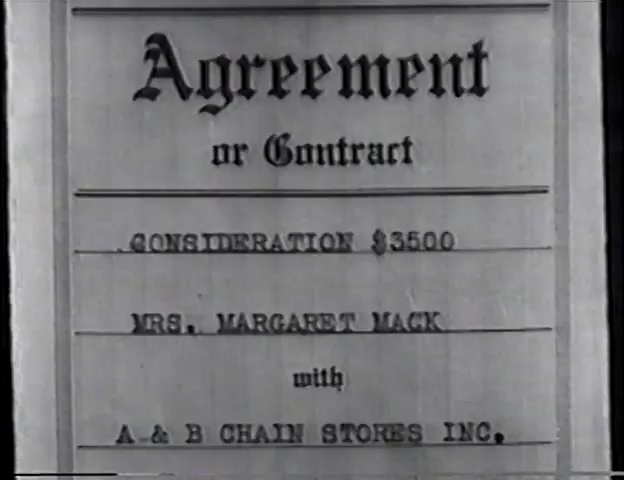 Agreement
or Contract
CONSIDERATION $3500
MRS. MARGARET MACK
with
A & B CHAIN STORES INC.